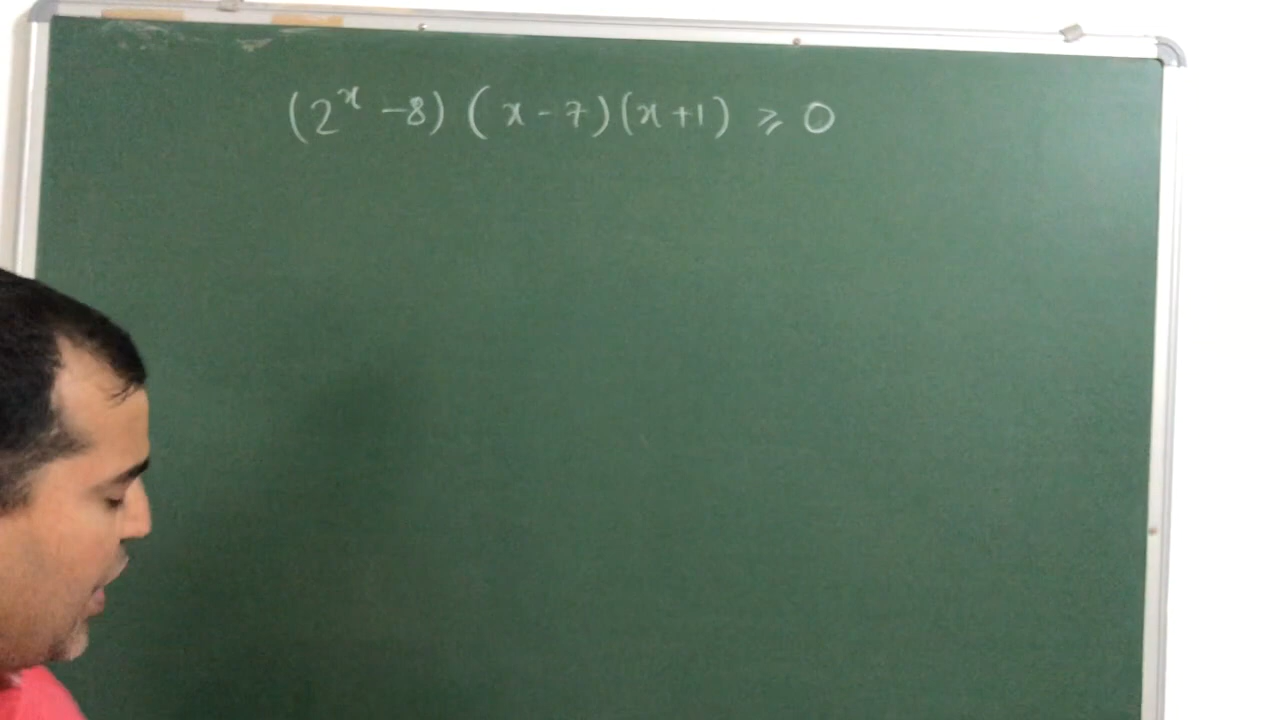 (2^x - 8) (x - 7)(x + 1) ⩾ 0